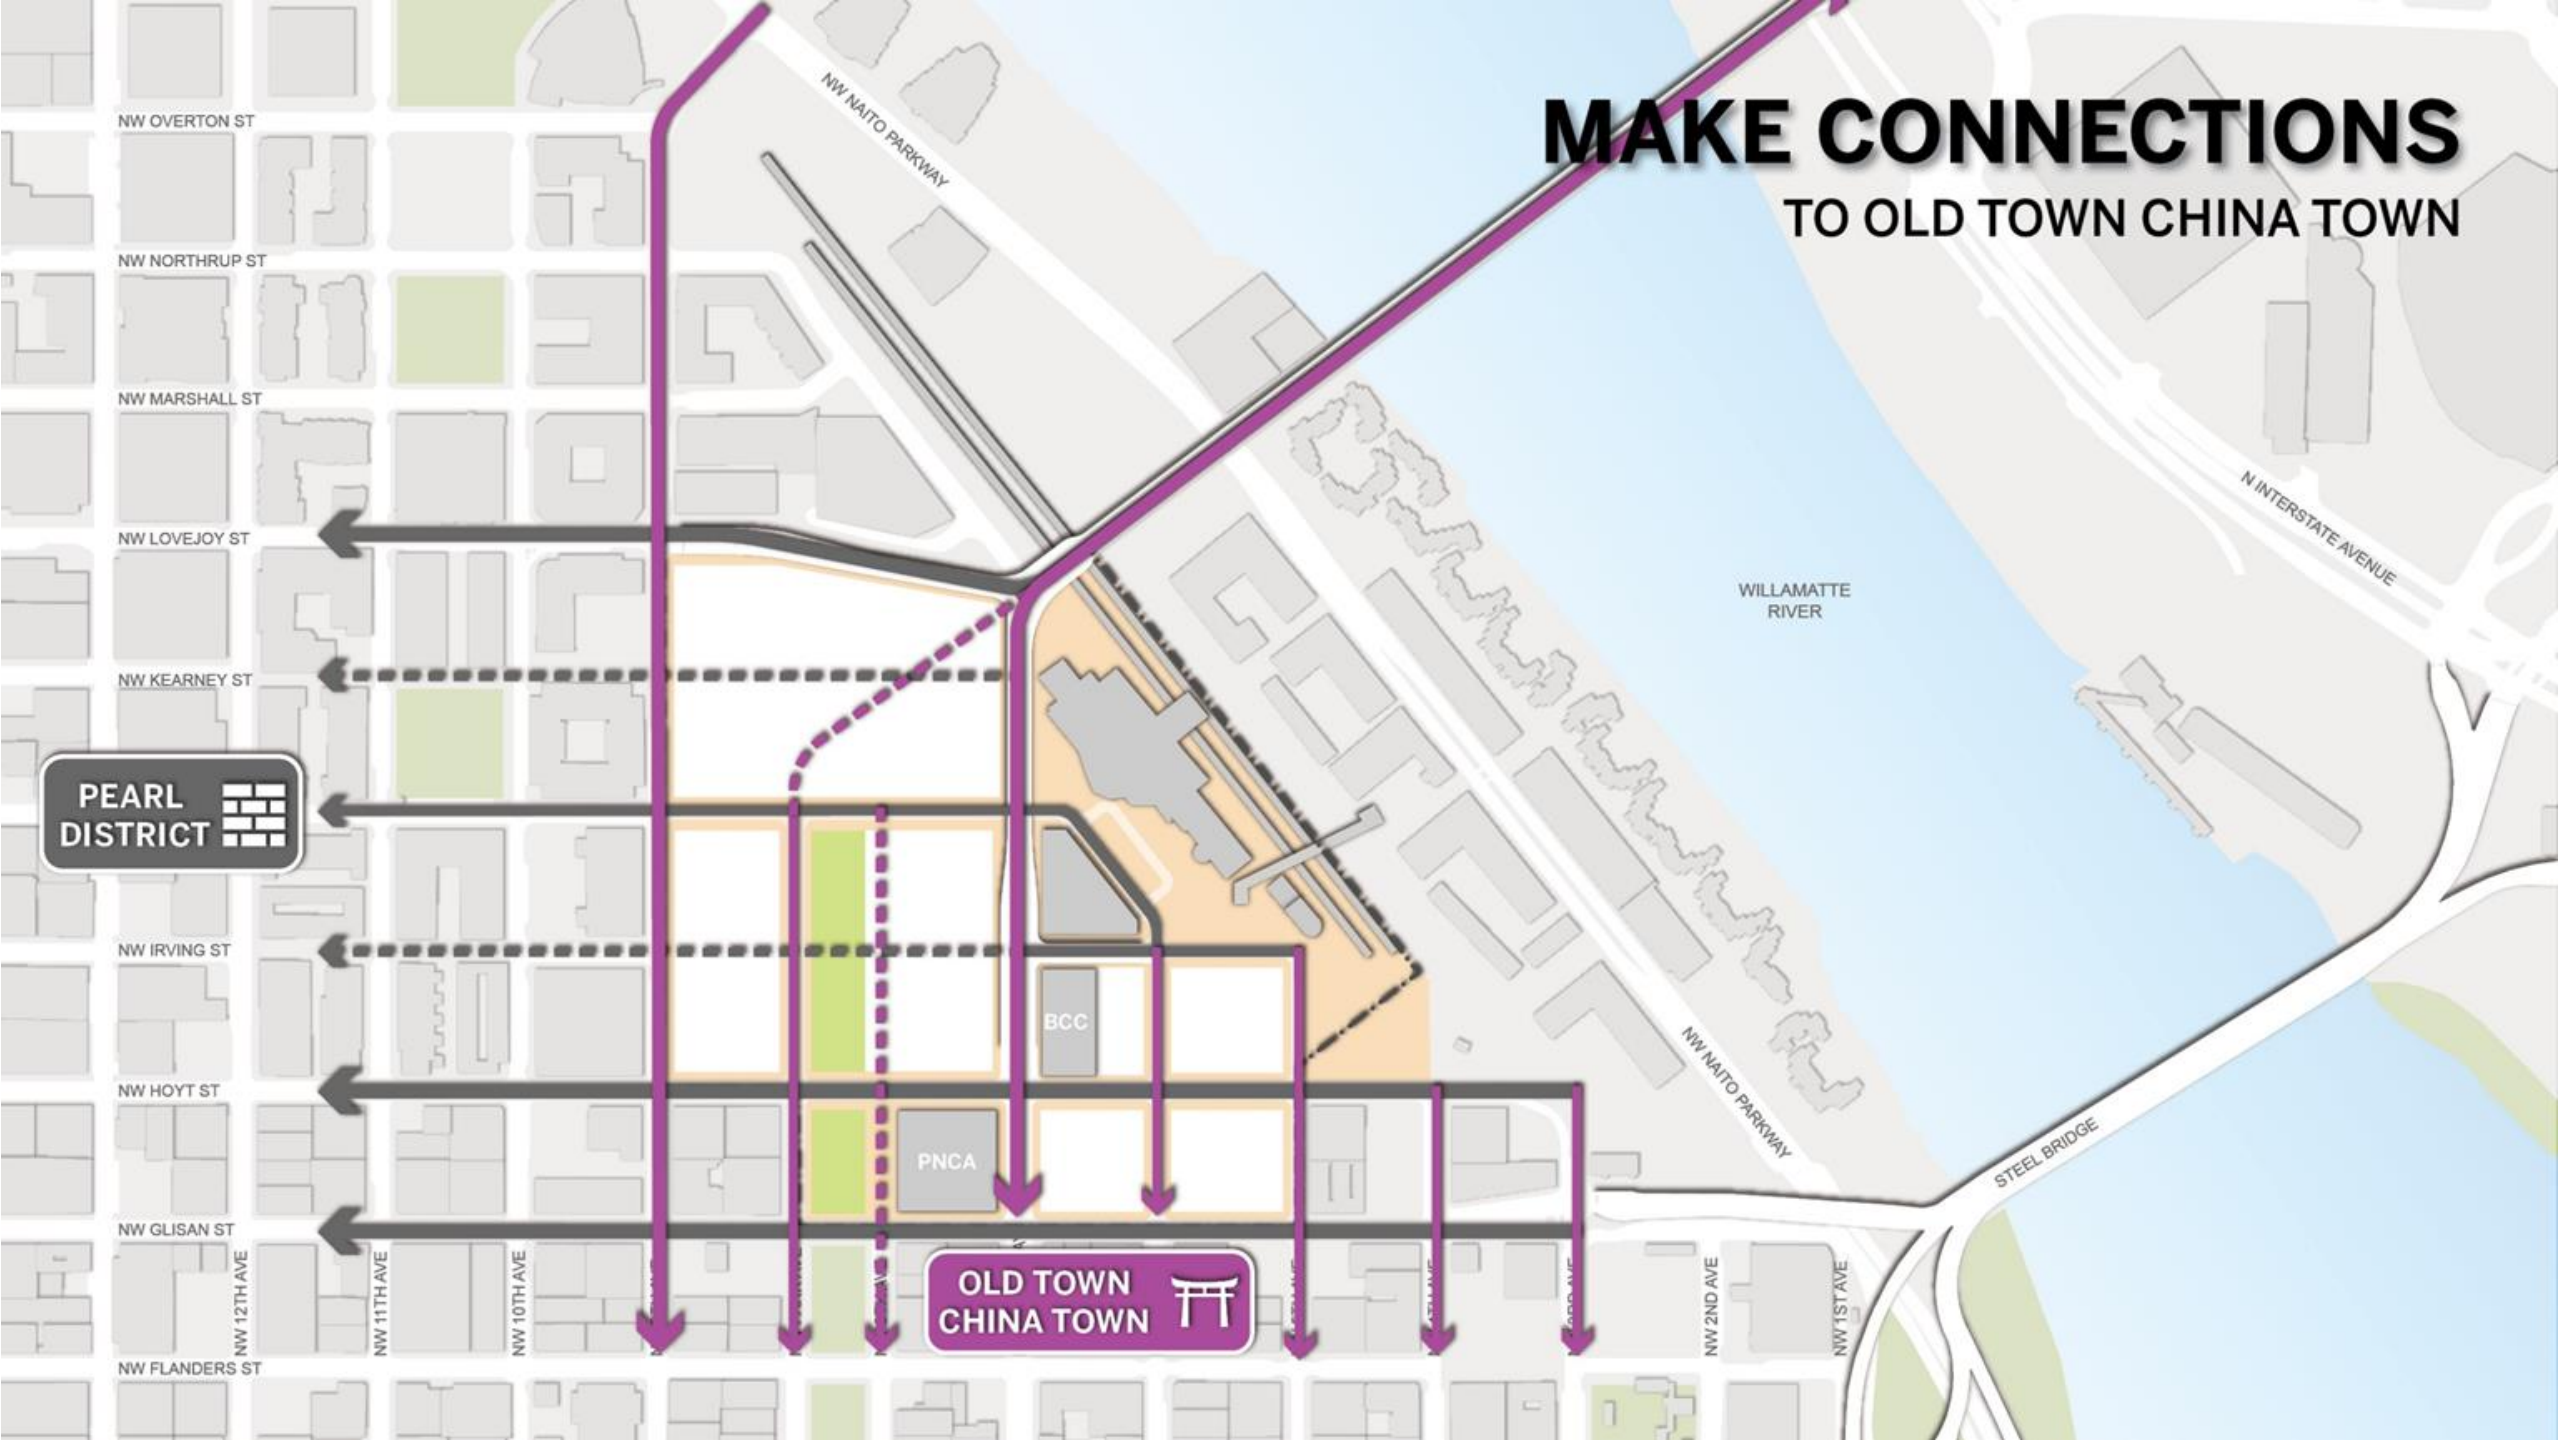 MAKE CONNECTIONS
TO OLD TOWN CHINA TOWN
NW NAITO PARKWAY
NW OVERTON ST
NW NORTHRUP ST
NW MARSHALL ST
NW LOVEJOY ST
N INTERSTATE AVENUE
WILLAMATTE
RIVER
NW KEARNEY ST
PEARL
DISTRICT
NW IRVING ST
BCC
NW HOYT ST
NW NAITO PARKWAY
PNCA
STEEL BRIDGE
NW GLISAN ST
OLD TOWN
CHINA TOWN
NW 12TH AVE
NW 11TH AVE
NW 10TH AVE
NW 2ND AVE
NW 1ST AVE
NW FLANDERS ST